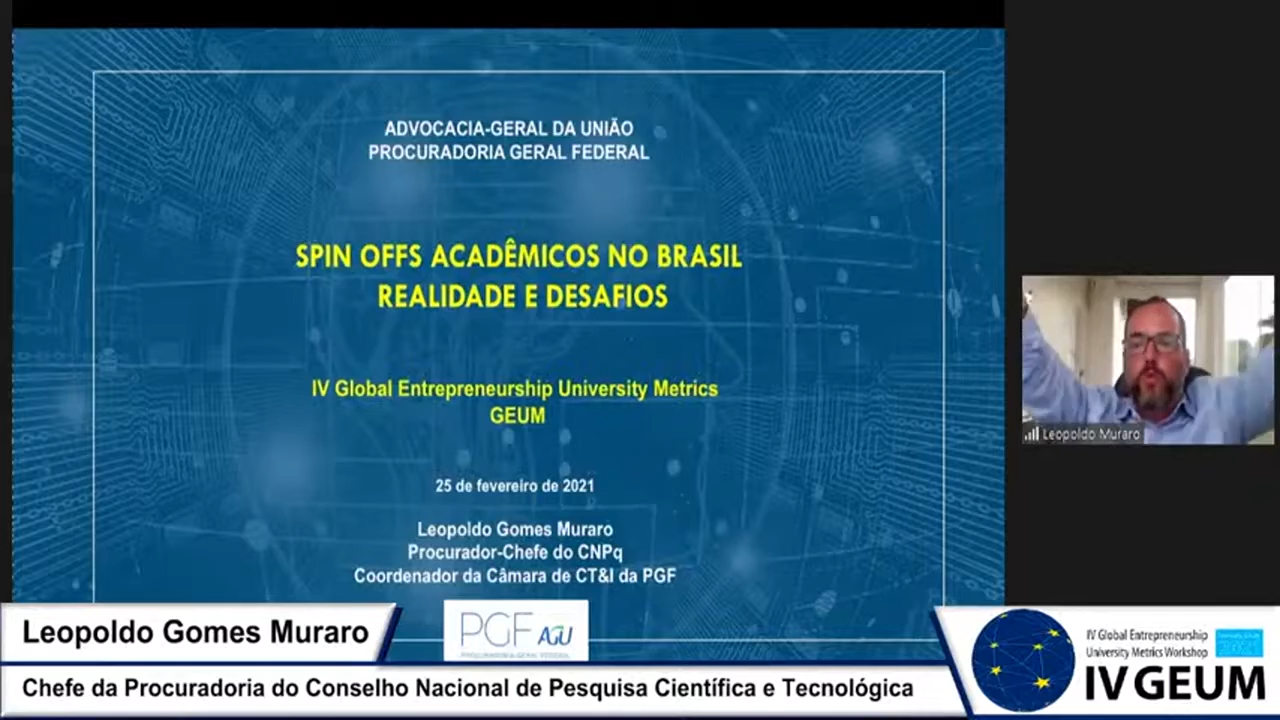 ADVOCACIA-GERAL DA UNIÃO
PROCURADORIA GERAL FEDERAL
SPIN OFFS ACADÊMICOS NO BRASIL
REALIDADE E DESAFIOS
IV Global Entrepreneurship University Metrics
GEUM
25 de fevereiro de 2021
Leopoldo Gomes Muraro
Procurador-Chefe do CNPq
Coordenador da Câmara de CT&I da PGF
PGF AGU
PROCURADORIA-GERAL FEDERAL
Leopoldo Muraro
Leopoldo Gomes Muraro
Chefe da Procuradoria do Conselho Nacional de Pesquisa Científica e Tecnológica
IV Global Entrepreneurship
University Metrics Workshop
IV GEUM